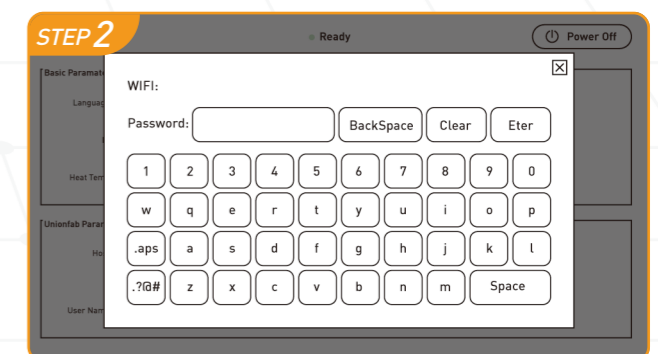 STEP 2
Ready
Power Off
Basic Paramat
WIFI:
Languag
Password:
BackSpace
Clear
Eter
Heat Tem
1 2 3 4 5 6 7 8 9 0
w q e r t y u i o p
Unionfab Parar
.aps a s d f g h j k l
Ho
.?@# z x c v b n m Space
User Nam